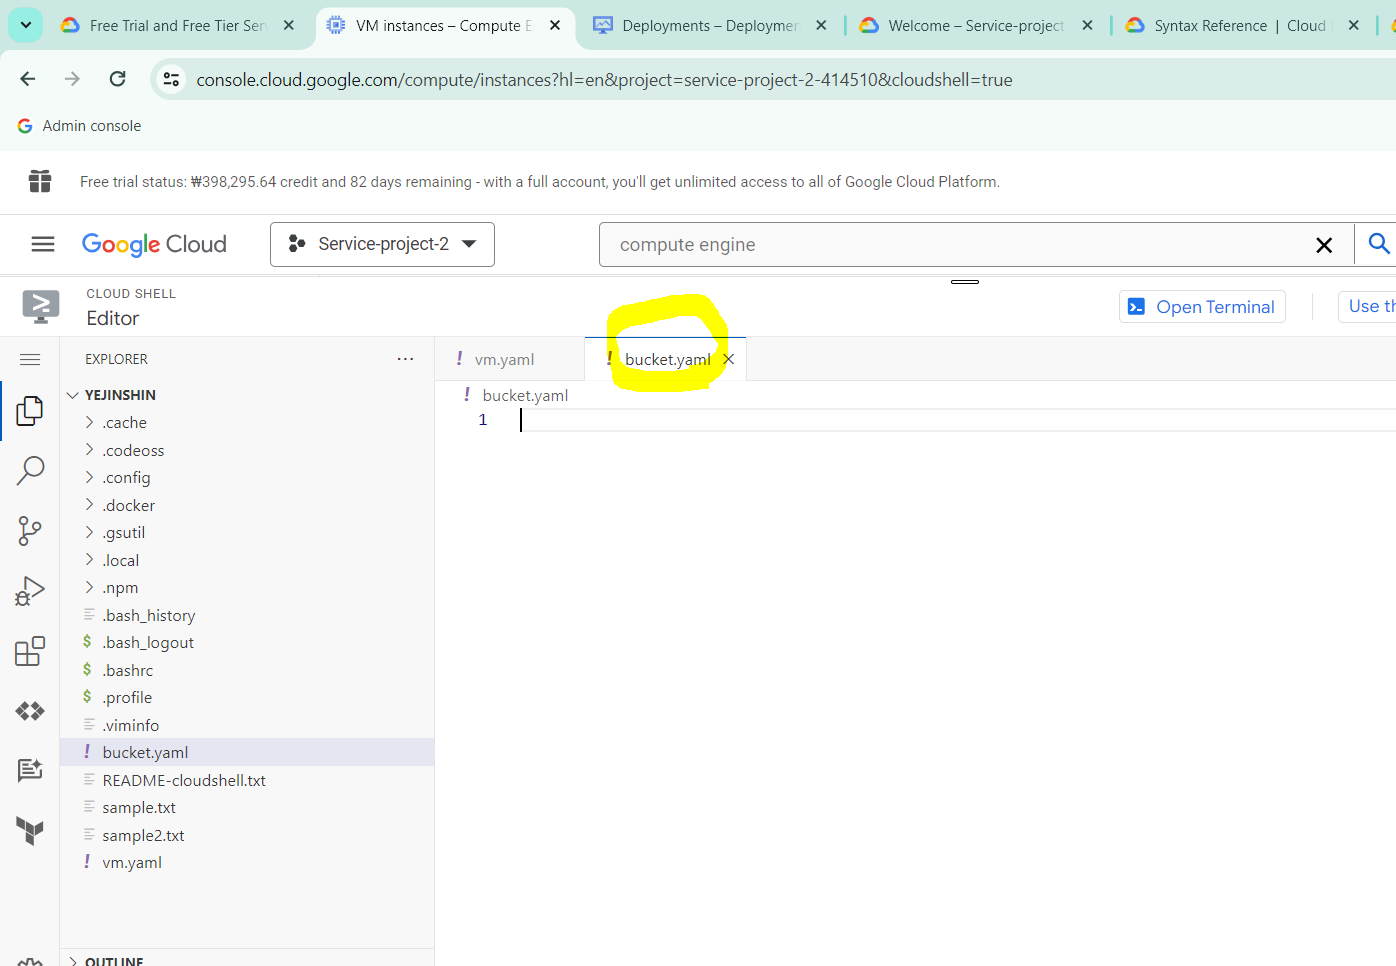 Free Trial and Free Tier Ser
VM instances – Compute E
Deployments – Deploymen
Welcome – Service-project
Syntax Reference | Cloud
console.cloud.google.com/compute/instances?hl=en&project=service-project-2-414510&cloudshell=true
Admin console
Free trial status: ₩398,295.64 credit and 82 days remaining - with a full account, you'll get unlimited access to all of Google Cloud Platform.
Google Cloud
Service-project-2
compute engine
CLOUD SHELL
Editor
Open Terminal
Use th
EXPLORER
...
! vm.yaml
! bucket.yaml
YEJINSHIN
! bucket.yaml
1
.cache
.codeoss
.config
.docker
.gsutil
.local
.npm
.bash_history
$ .bash_logout
$ .bashrc
$ .profile
.viminfo
! bucket.yaml
README-cloudshell.txt
sample.txt
sample2.txt
! vm.yaml
OUTLINE